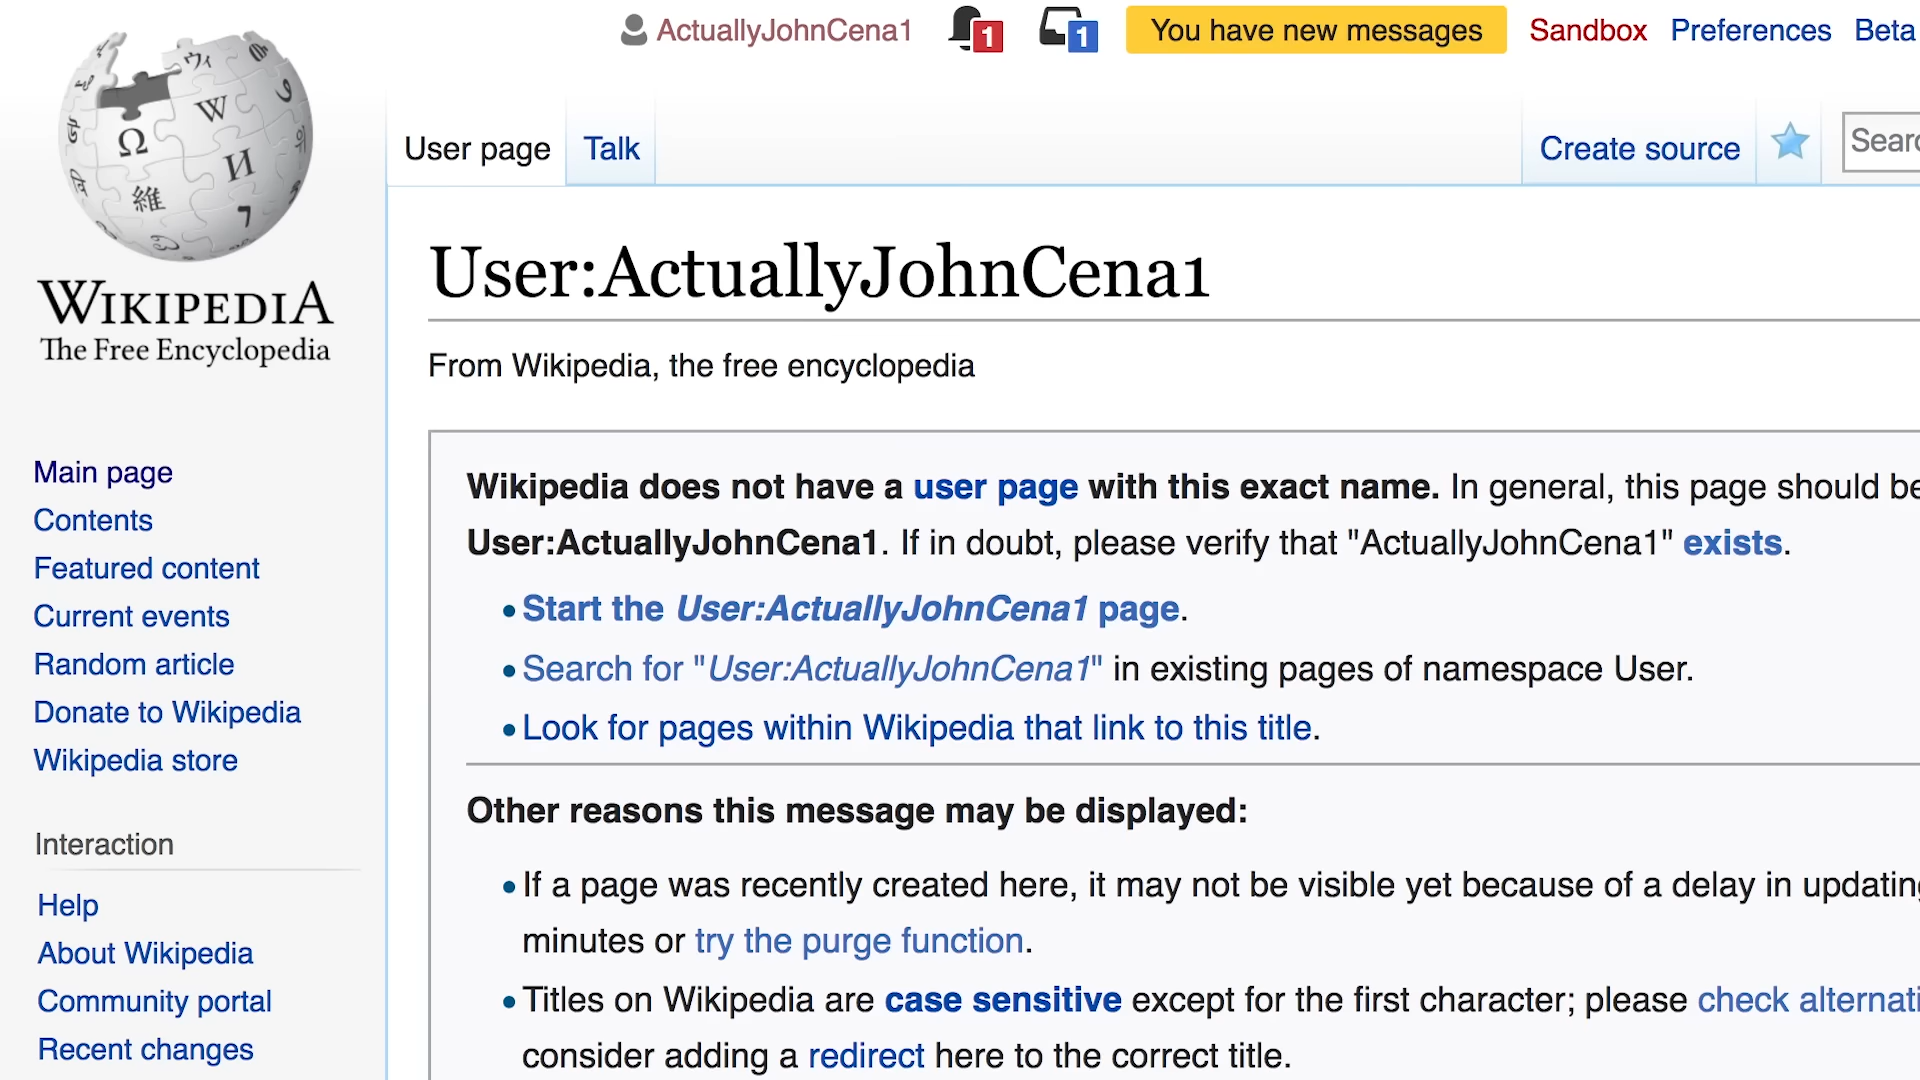 ActuallyJohnCena1 1 1 You have new messages Sandbox Preferences Beta
User page Talk Create source
WIKIPEDIA
The Free Encyclopedia
User:ActuallyJohnCena1
From Wikipedia, the free encyclopedia
Main page
Contents
Featured content
Current events
Random article
Donate to Wikipedia
Wikipedia store
Interaction
Help
About Wikipedia
Community portal
Recent changes
Wikipedia does not have a user page with this exact name. In general, this page should be
User:ActuallyJohnCena1. If in doubt, please verify that "ActuallyJohnCena1" exists.
• Start the User:ActuallyJohnCena1 page.
• Search for "User:ActuallyJohnCena1" in existing pages of namespace User.
• Look for pages within Wikipedia that link to this title.
Other reasons this message may be displayed:
• If a page was recently created here, it may not be visible yet because of a delay in updating
minutes or try the purge function.
• Titles on Wikipedia are case sensitive except for the first character; please check alternati
consider adding a redirect here to the correct title.